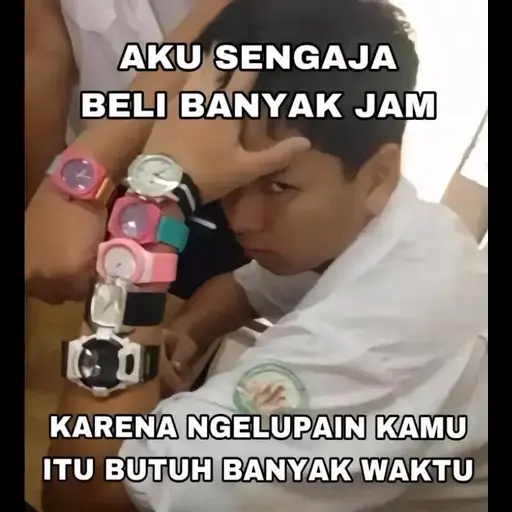 AKU SENGAJA
BELI BANYAK JAM
KARENA NGELUPAIN KAMU
ITU BUTUH BANYAK WAKTU